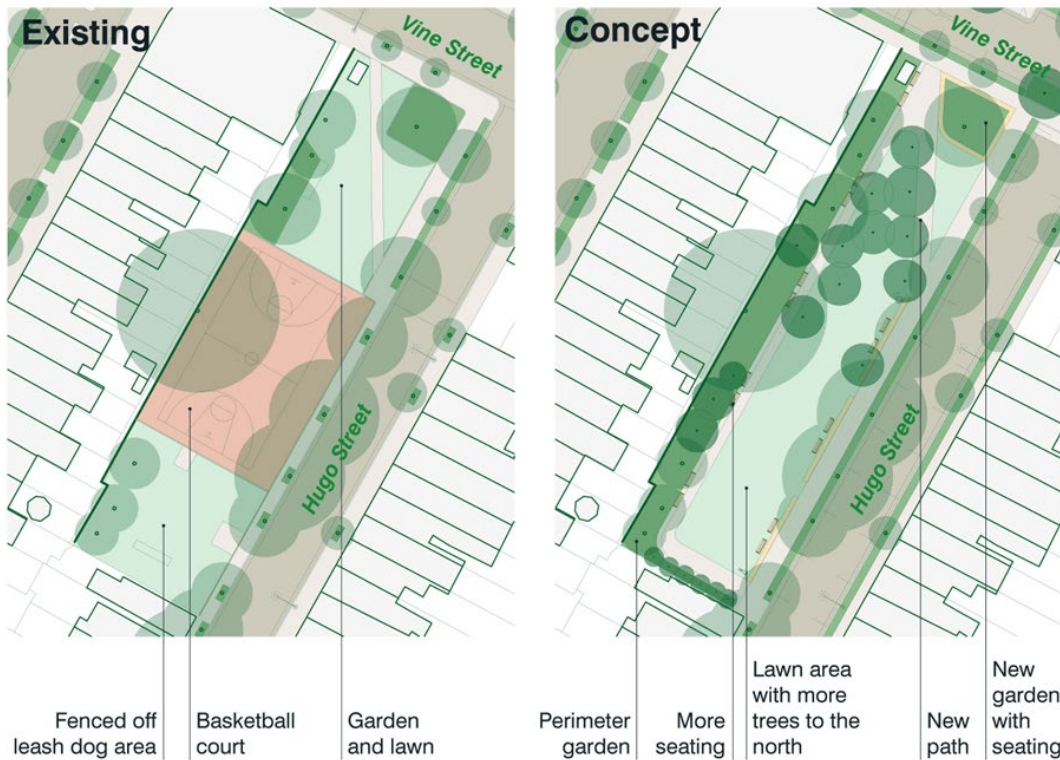 Existing
Vine Street
Hugo Street
Fenced off
leash dog area
Basketball
court
Garden
and lawn
Concept
Vine Street
Hugo Street
Perimeter
garden
More
seating
Lawn area
with more
trees to the
north
New
path
New
garden
with
seating